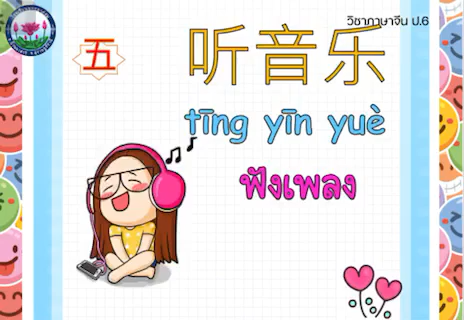 วิชาภาษาจีน ป.6
五
听音乐
tīng yīn yuè
ฟังเพลง